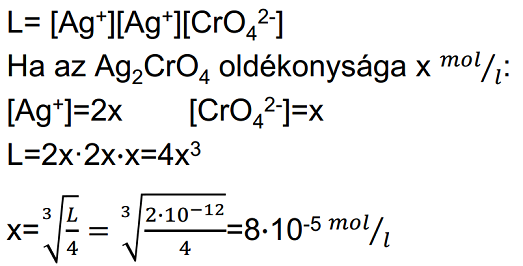 L= [Ag⁺][Ag⁺][CrO₄²⁻]
Ha az Ag₂CrO₄ oldékonysága x mol/l:
[Ag⁺]=2x [CrO₄²⁻]=x
L=2x·2x·x=4x³
x=∛(L/4) = ∛(2·10⁻¹²/4)=8·10⁻⁵ mol/l